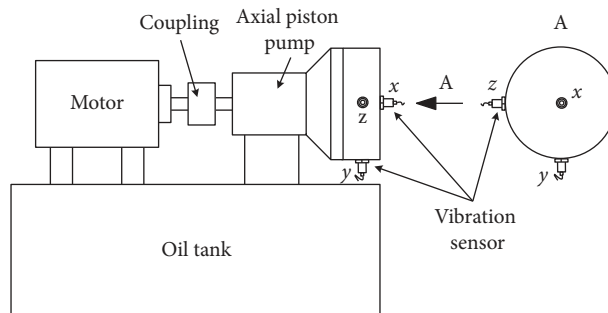 Coupling
Axial piston
pump
A
A
Motor
x
z
z
x
y
y
Vibration
sensor
Oil tank